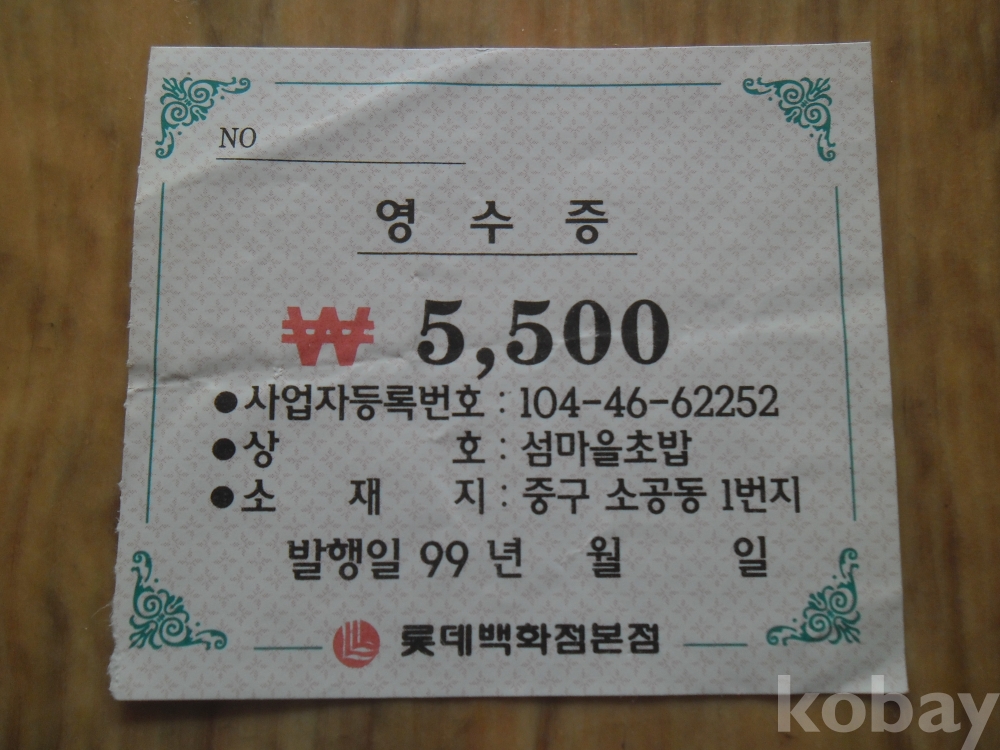 NO
영 수 증
₩ 5,500
●사업자등록번호 : 104-46-62252
●상 호 : 섬마을초밥
●소 재 지 : 중구 소공동 1번지
발행일 99 년 월 일
롯데백화점본점
kobay